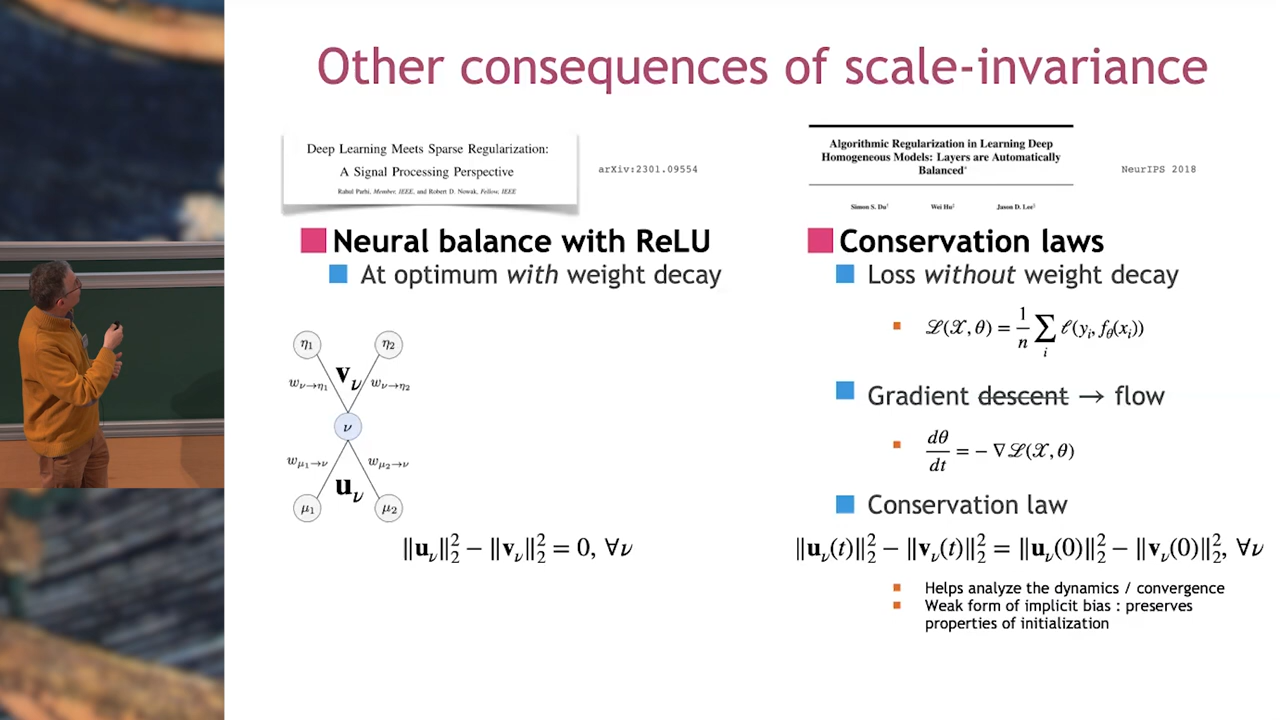 Other consequences of scale-invariance
Deep Learning Meets Sparse Regularization:
A Signal Processing Perspective
Rahul Parhi, Member, IEEE, and Robert D. Nowak, Fellow, IEEE
arXiv:2301.09554
Neural balance with ReLU
At optimum with weight decay
η₁ η₂
w_{ν→η₁} v_ν w_{ν→η₂}
ν
w_{μ₁→ν} w_{μ₂→ν}
u_ν
μ₁ μ₂
‖u_ν‖₂² − ‖v_ν‖₂² = 0, ∀ν
Algorithmic Regularization in Learning Deep
Homogeneous Models: Layers are Automatically
Balanced*
Simon S. Du¹ Wei Hu² Jason D. Lee³
NeurIPS 2018
Conservation laws
Loss without weight decay
ℒ(𝒳, θ) = 1/n ∑_i ℓ(y_i, f_θ(x_i))
Gradient descent → flow
dθ/dt = − ∇ℒ(𝒳, θ)
Conservation law
‖u_ν(t)‖₂² − ‖v_ν(t)‖₂² = ‖u_ν(0)‖₂² − ‖v_ν(0)‖₂², ∀ν
Helps analyze the dynamics / convergence
Weak form of implicit bias : preserves
properties of initialization